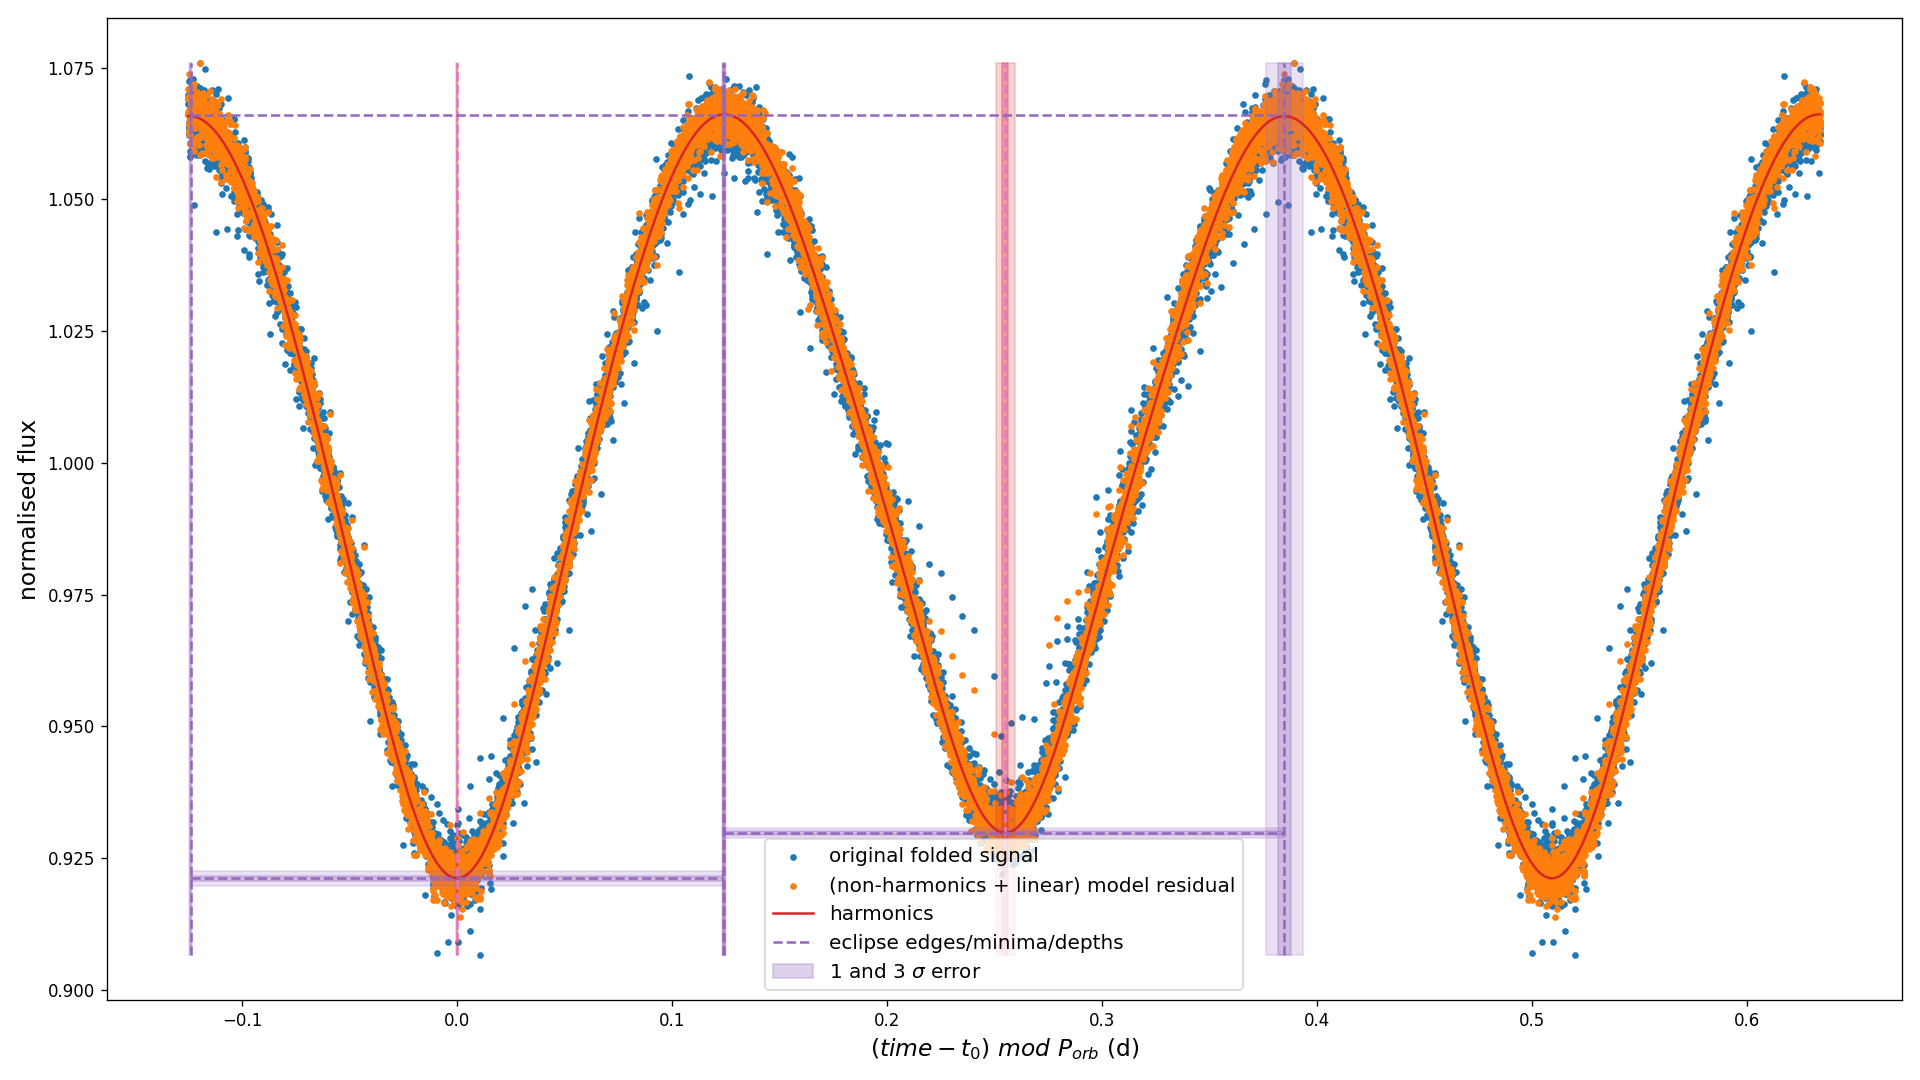 normalised flux
1.075
1.050
1.025
1.000
0.975
0.950
0.925
0.900
original folded signal
(non-harmonics + linear) model residual
harmonics
eclipse edges/minima/depths
1 and 3 σ error
−0.1 0.0 0.1 0.2 0.3 0.4 0.5 0.6
(time − t₀) mod Pₒᵣb (d)